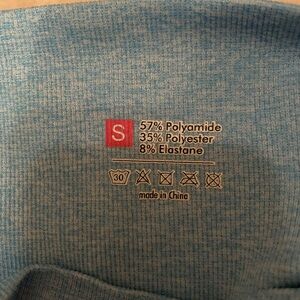 S
57% Polyamide
35% Polyester
8% Elastane
30
made in China